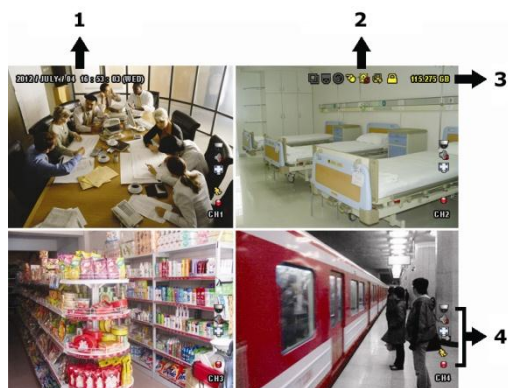 1
2
2012 / JULY / 04 16 : 53 : 03 (WED)
115.275 GB
3
CH1
CH2
4
CH3
CH4